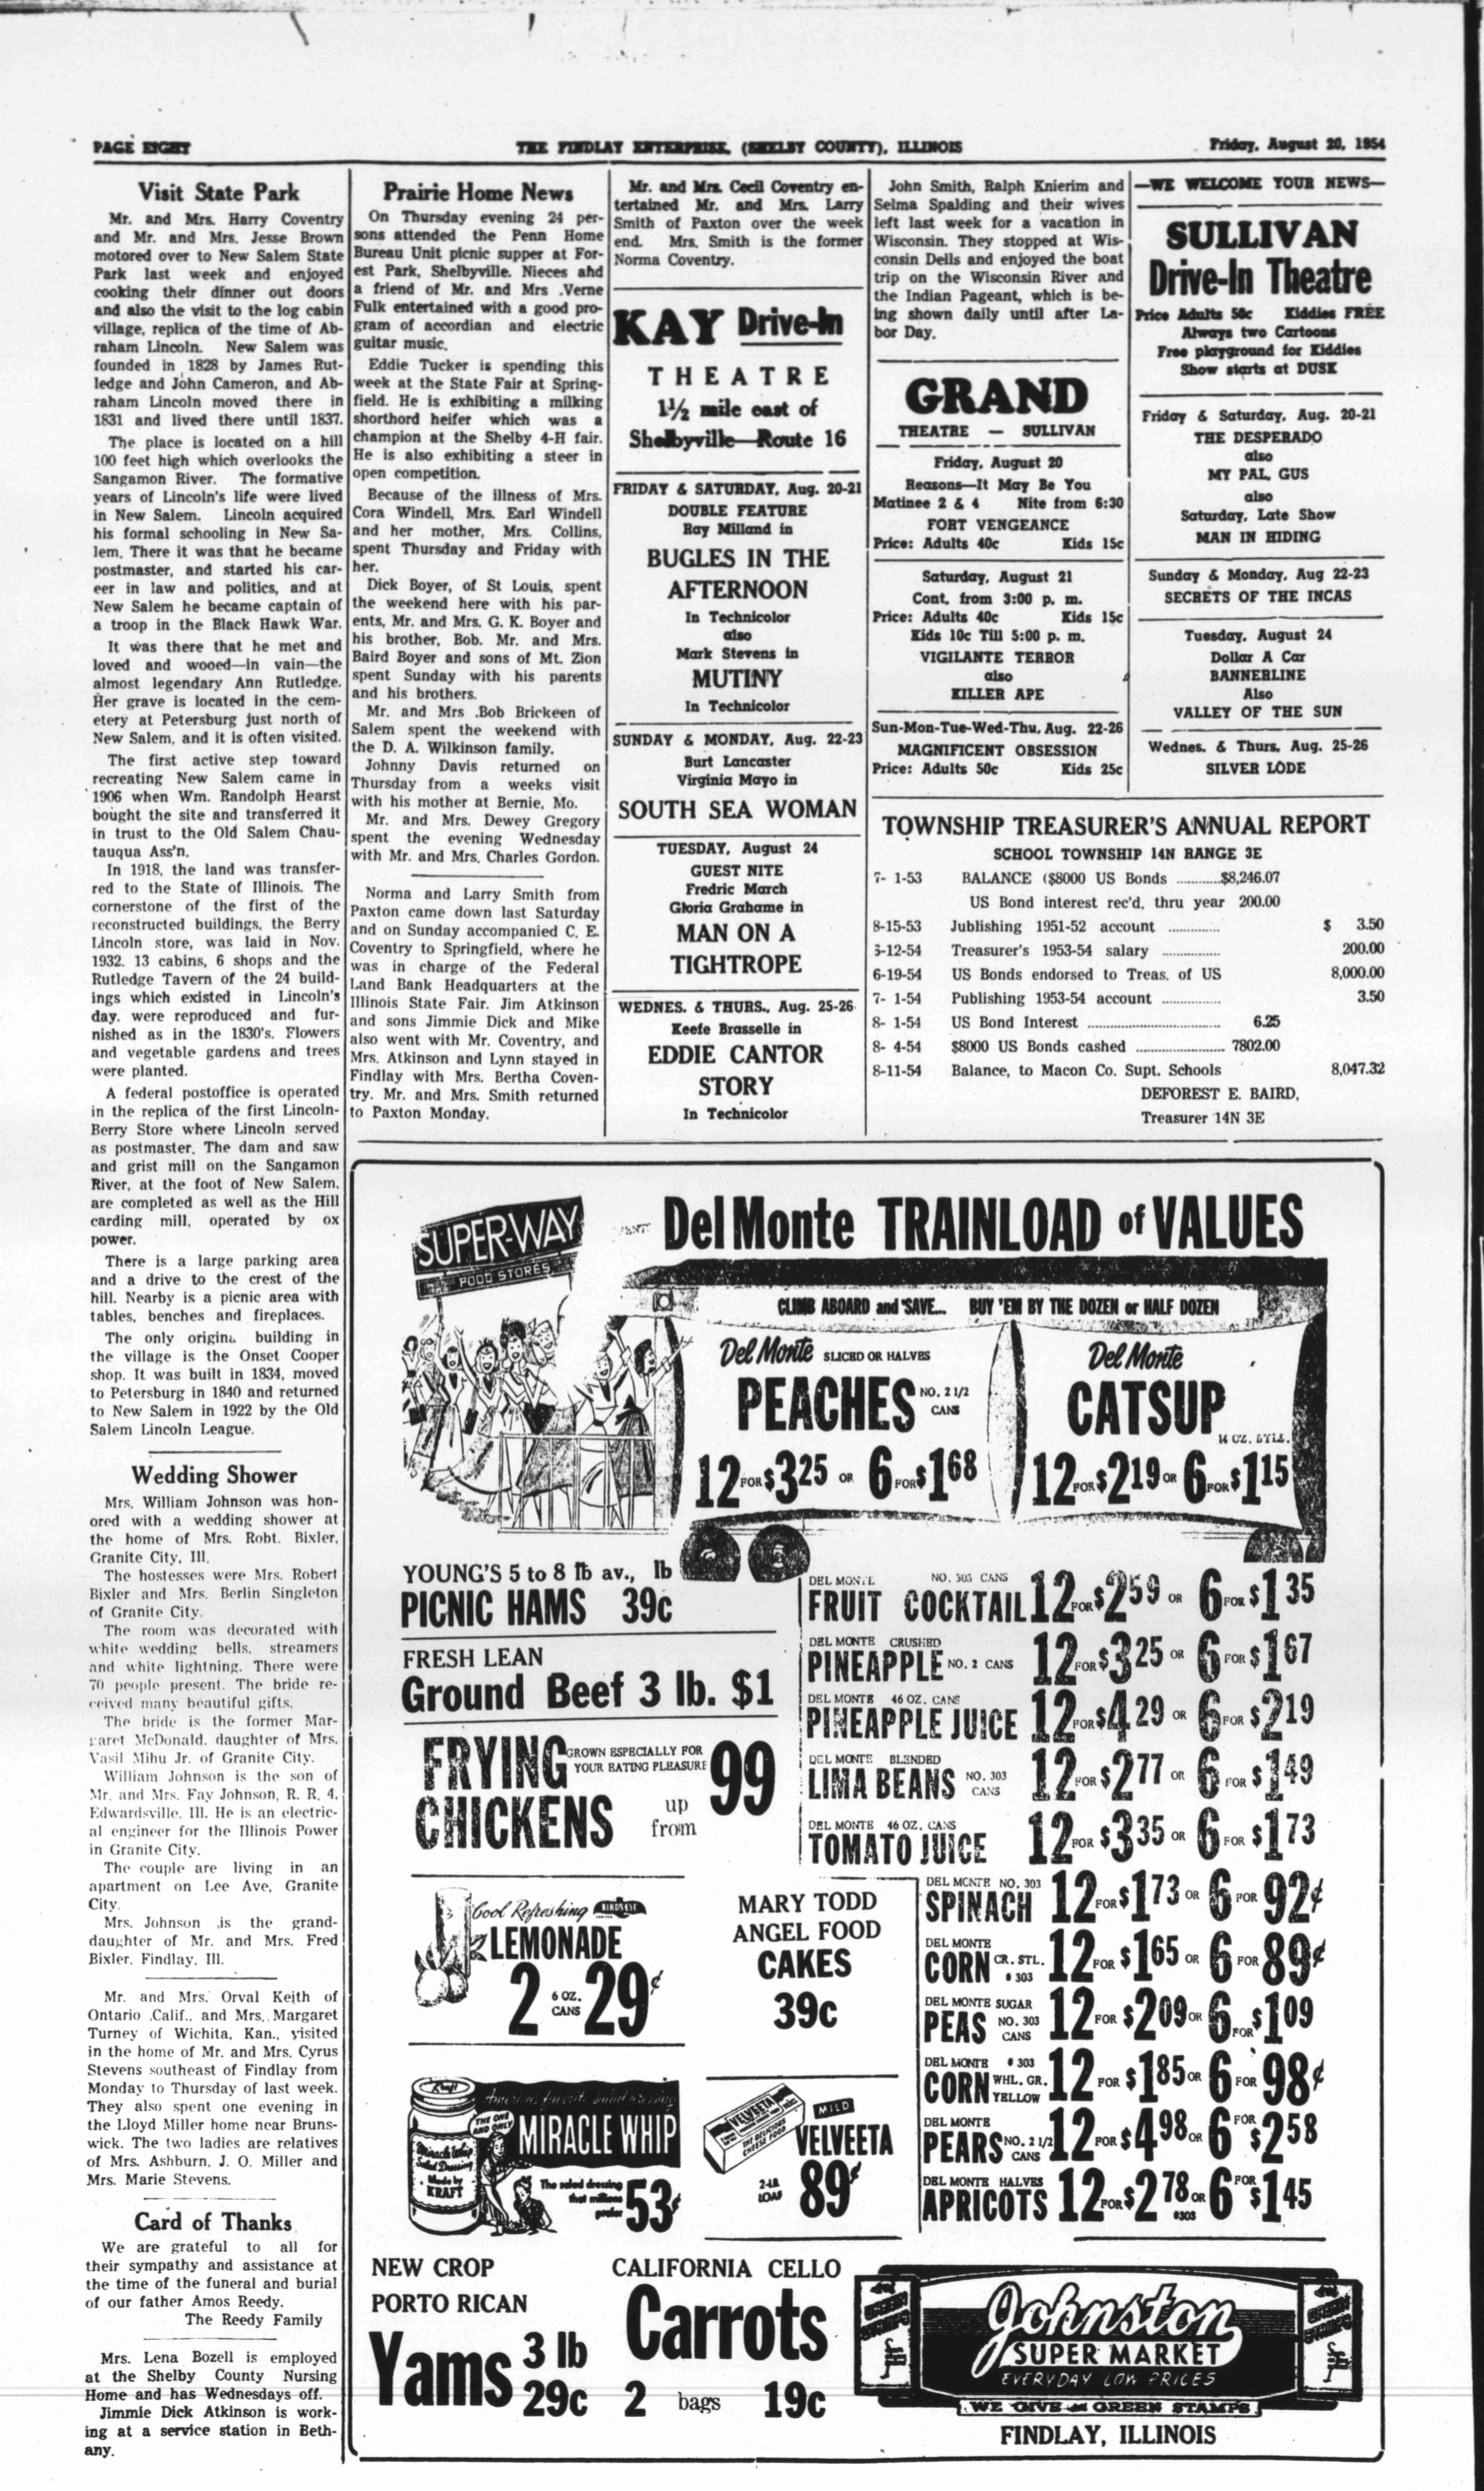 PAGE EIGHT
THE FINDLAY ENTERPRISE, (SHELBY COUNTY), ILLINOIS
Friday, August 20, 1954
Visit State Park
Mr. and Mrs. Harry Coventry
and Mr. and Mrs. Jesse Brown
motored over to New Salem State
Park last week and enjoyed
cooking their dinner out doors
and also the visit to the log cabin
village, replica of the time of Ab-
raham Lincoln. New Salem was
founded in 1828 by James Rut-
ledge and John Cameron, and Ab-
raham Lincoln moved there in
1831 and lived there until 1837.
The place is located on a hill
100 feet high which overlooks the
Sangamon River. The formative
years of Lincoln's life were lived
in New Salem. Lincoln acquired
his formal schooling in New Sa-
lem. There it was that he became
postmaster, and started his car-
eer in law and politics, and at
New Salem he became captain of
a troop in the Black Hawk War.
It was there that he met and
loved and wooed—in vain—the
almost legendary Ann Rutledge.
Her grave is located in the cem-
etery at Petersburg just north of
New Salem, and it is often visited.
The first active step toward
recreating New Salem came in
1906 when Wm. Randolph Hearst
bought the site and transferred it
in trust to the Old Salem Chau-
tauqua Ass'n.
In 1918, the land was transfer-
red to the State of Illinois. The
cornerstone of the first of the
reconstructed buildings, the Berry
Lincoln store, was laid in Nov.
1932. 13 cabins, 6 shops and the
Rutledge Tavern of the 24 build-
ings which existed in Lincoln's
day. were reproduced and fur-
nished as in the 1830's. Flowers
and vegetable gardens and trees
were planted.
A federal postoffice is operated
in the replica of the first Lincoln-
Berry Store where Lincoln served
as postmaster. The dam and saw
and grist mill on the Sangamon
River, at the foot of New Salem,
are completed as well as the Hill
carding mill, operated by ox
power.
There is a large parking area
and a drive to the crest of the
hill. Nearby is a picnic area with
tables, benches and fireplaces.
The only building in
the village is the Onset Cooper
shop. It was built in 1834, moved
to Petersburg in 1840 and returned
to New Salem in 1922 by the Old
Salem Lincoln League.
Wedding Shower
Mrs. William Johnson was hon-
ored with a wedding shower at
the home of Mrs. Robt. Bixler,
Granite City, Ill.
The hostesses were Mrs. Robert
Bixler and Mrs. Berlin Singleton
of Granite City.
The room was decorated with
white wedding bells, streamers
and white lightning. There were
70 people present. The bride re-
ceived many beautiful gifts.
The bride is the former Mar-
garet McDonald, daughter of Mrs.
Vasil Mihu Jr. of Granite City.
William Johnson is the son of
Mr. and Mrs. Fay Johnson, R. R. 4,
Edwardsville, Ill. He is an electric-
al engineer for the Illinois Power
in Granite City.
The couple are living in an
apartment on Lee Ave, Granite
City.
Mrs. Johnson .is the grand-
daughter of Mr. and Mrs. Fred
Bixler, Findlay, Ill.
Mr. and Mrs. Orval Keith of
Ontario .Calif.. and Mrs. Margaret
Turney of Wichita, Kan., visited
in the home of Mr. and Mrs. Cyrus
Stevens southeast of Findlay from
Monday to Thursday of last week.
They also spent one evening in
the Lloyd Miller home near Bruns-
wick. The two ladies are relatives
of Mrs. Ashburn, J. O. Miller and
Mrs. Marie Stevens.
Card of Thanks
We are grateful to all for
their sympathy and assistance at
the time of the funeral and burial
of our father Amos Reedy.
The Reedy Family
Mrs. Lena Bozell is employed
at the Shelby County Nursing
Home and has Wednesdays off.
Jimmie Dick Atkinson is work-
ing at a service station in Beth-
any.
Prairie Home News
On Thursday evening 24 per-
sons attended the Penn Home
Bureau Unit picnic supper at For-
est Park, Shelbyville. Nieces ahd
a friend of Mr. and Mrs .Verne
Fulk entertained with a good pro-
gram of accordian and electric
guitar music.
Eddie Tucker is spending this
week at the State Fair at Spring-
field. He is exhibiting a milking
shorthord heifer which was a
champion at the Shelby 4-H fair.
He is also exhibiting a steer in
open competition.
Because of the illness of Mrs.
Cora Windell, Mrs. Earl Windell
and her mother, Mrs. Collins,
spent Thursday and Friday with
her.
Dick Boyer, of St Louis, spent
the weekend here with his par-
ents, Mr. and Mrs. G. K. Boyer and
his brother, Bob. Mr. and Mrs.
Baird Boyer and sons of Mt. Zion
spent Sunday with his parents
and his brothers.
Mr. and Mrs .Bob Brickeen of
Salem spent the weekend with
the D. A. Wilkinson family.
Johnny Davis returned on
Thursday from a weeks visit
with his mother at Bernie, Mo.
Mr. and Mrs. Dewey Gregory
spent the evening Wednesday
with Mr. and Mrs. Charles Gordon.
Norma and Larry Smith from
Paxton came down last Saturday
and on Sunday accompanied C. E.
Coventry to Springfield, where he
was in charge of the Federal
Land Bank Headquarters at the
Illinois State Fair. Jim Atkinson
and sons Jimmie Dick and Mike
also went with Mr. Coventry, and
Mrs. Atkinson and Lynn stayed in
Findlay with Mrs. Bertha Coven-
try. Mr. and Mrs. Smith returned
to Paxton Monday.
Mr. and Mrs. Cecil Coventry en-
tertained Mr. and Mrs. Larry
Smith of Paxton over the week
end. Mrs. Smith is the former
Norma Coventry.
KAY Drive-In
THEATRE
1½ mile east of
Shelbyville—Route 16
FRIDAY & SATURDAY, Aug. 20-21
DOUBLE FEATURE
Ray Milland in
BUGLES IN THE
AFTERNOON
In Technicolor
also
Mark Stevens in
MUTINY
In Technicolor
SUNDAY & MONDAY, Aug. 22-23
Burt Lancaster
Virginia Mayo in
SOUTH SEA WOMAN
TUESDAY, August 24
GUEST NITE
Fredric March
Gloria Grahame in
MAN ON A
TIGHTROPE
WEDNES. & THURS., Aug. 25-26
Keefe Brasselle in
EDDIE CANTOR
STORY
In Technicolor
John Smith, Ralph Knierim and
Selma Spalding and their wives
left last week for a vacation in
Wisconsin. They stopped at Wis-
consin Dells and enjoyed the boat
trip on the Wisconsin River and
the Indian Pageant, which is be-
ing shown daily until after La-
bor Day.
GRAND
THEATRE — SULLIVAN
Friday, August 20
Reasons—It May Be You
Matinee 2 & 4 Nite from 6:30
FORT VENGEANCE
Price: Adults 40c Kids 15c
Saturday, August 21
Cont. from 3:00 p. m.
Price: Adults 40c Kids 15c
Kids 10c Till 5:00 p. m.
VIGILANTE TERROR
also
KILLER APE
Sun-Mon-Tue-Wed-Thu, Aug. 22-26
MAGNIFICENT OBSESSION
Price: Adults 50c Kids 25c
—WE WELCOME YOUR NEWS—
SULLIVAN
Drive-In Theatre
Price Adults 50c Kiddies FREE
Always two Cartoons
Free playground for Kiddies
Show starts at DUSK
Friday & Saturday, Aug. 20-21
THE DESPERADO
also
MY PAL, GUS
also
Saturday, Late Show
MAN IN HIDING
Sunday & Monday, Aug 22-23
SECRETS OF THE INCAS
Tuesday, August 24
Dollar A Car
BANNERLINE
Also
VALLEY OF THE SUN
Wednes. & Thurs. Aug. 25-26
SILVER LODE
TOWNSHIP TREASURER'S ANNUAL REPORT
SCHOOL TOWNSHIP 14N RANGE 3E
7- 1-53 BALANCE ($8000 US Bonds ...........$8,246.07
US Bond interest rec'd. thru year 200.00
8-15-53 Jublishing 1951-52 account .............. $ 3.50
-12-54 Treasurer's 1953-54 salary ............... 200.00
6-19-54 US Bonds endorsed to Treas. of US 8,000.00
7- 1-54 Publishing 1953-54 account ................ 3.50
8- 1-54 US Bond Interest .................................... 6.25
8- 4-54 $8000 US Bonds cashed ........................ 7802.00
8-11-54 Balance, to Macon Co. Supt. Schools 8,047.32
DEFOREST E. BAIRD,
Treasurer 14N 3E
SUPER-WAY
FOOD STORES
Del Monte TRAINLOAD of VALUES
CLIMB ABOARD and SAVE... BUY 'EM BY THE DOZEN or HALF DOZEN
Del Monte SLICED OR HALVES
PEACHES NO. 2 1/2 CANS
12 FOR $3.25 OR 6 FOR $1.68
Del Monte
CATSUP
14 OZ. BTLS.
12 FOR $2.19 OR 6 FOR $1.15
YOUNG'S 5 to 8 lb av., lb
PICNIC HAMS 39c
FRESH LEAN
Ground Beef 3 lb. $1
FRYING
CHICKENS
GROWN ESPECIALLY FOR
YOUR EATING PLEASURE
up
from
99
DEL MONTE NO. 303 CANS
FRUIT COCKTAIL 12 FOR $2.59 OR 6 FOR $1.35
DEL MONTE CRUSHED
PINEAPPLE NO. 2 CANS 12 FOR $3.25 OR 6 FOR $1.67
DEL MONTE 46 OZ. CANS
PINEAPPLE JUICE 12 FOR $4.29 OR 6 FOR $2.19
DEL MONTE BLENDED
LIMA BEANS NO. 303 CANS 12 FOR $2.77 OR 6 FOR $1.49
DEL MONTE 46 OZ. CANS
TOMATO JUICE 12 FOR $3.35 OR 6 FOR $1.73
Cool Refreshing BIRDS EYE
LEMONADE
2 6 OZ. CANS 29¢
MARY TODD
ANGEL FOOD
CAKES
39c
DEL MONTE NO. 303
SPINACH 12 FOR $1.73 OR 6 FOR 92¢
DEL MONTE
CORN CR. STL. # 303 12 FOR $1.65 OR 6 FOR 89¢
DEL MONTE SUGAR
PEAS NO. 303 CANS 12 FOR $2.09 OR 6 FOR $1.09
DEL MONTE # 303
CORN WHL. GR. YELLOW 12 FOR $1.85 OR 6 FOR 98¢
DEL MONTE
PEARS NO. 2 1/2 CANS 12 FOR $4.98 OR 6 FOR $2.58
DEL MONTE HALVES
APRICOTS 12 FOR $2.78 OR #303 6 FOR $1.45
Kraft
America's favorite salad dressing
THE ONE AND ONLY
MIRACLE WHIP
Miracle Whip
Salad Dressing
Made by
KRAFT
The salad dressing
that millions
prefer
53¢
VELVEETA
THE DELICIOUS
CHEESE FOOD
MILD
VELVEETA
2-LB.
LOAF
89¢
NEW CROP
PORTO RICAN
Yams 3 lb
29c
CALIFORNIA CELLO
Carrots
2 bags 19c
Johnston
SUPER MARKET
EVERYDAY LOW PRICES
WE GIVE GREEN STAMPS
FINDLAY, ILLINOIS